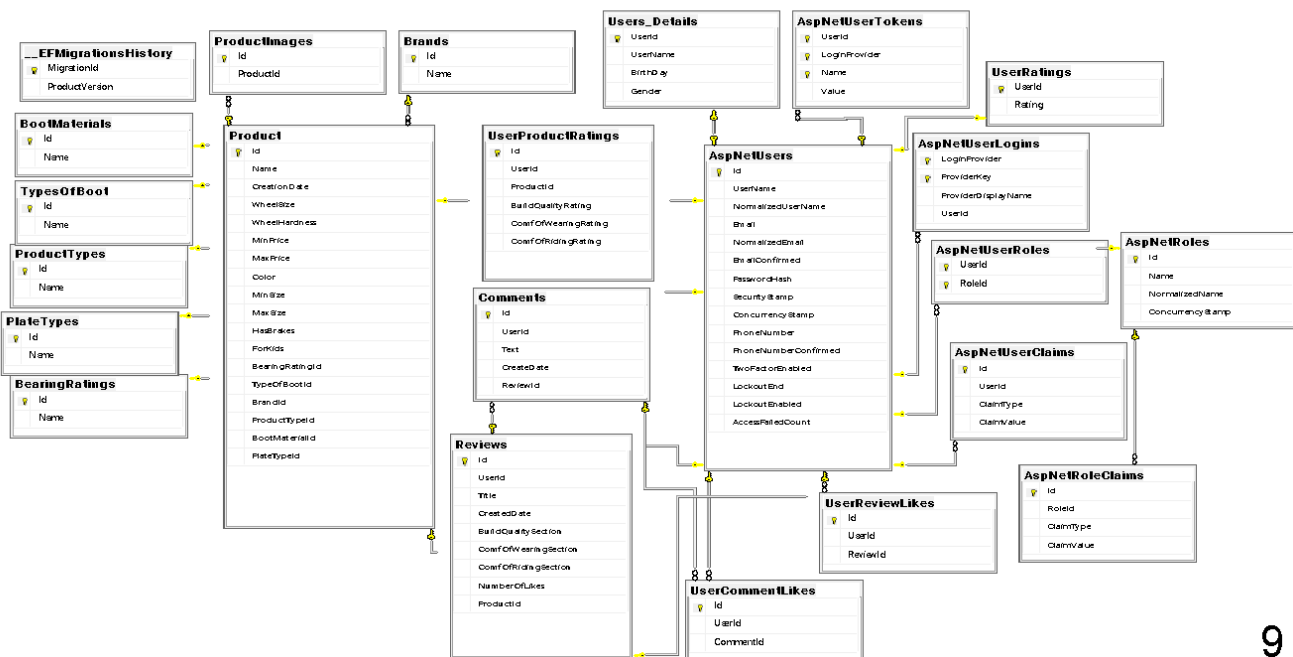 __EFMigrationsHistory
MigrationId
ProductVersion
ProductImages
Id
ProductId
Brands
Id
Name
Users_Details
UserId
UserName
BirthDay
Gender
AspNetUserTokens
UserId
LoginProvider
Name
Value
UserRatings
UserId
Rating
BootMaterials
Id
Name
TypesOfBoot
Id
Name
ProductTypes
Id
Name
PlateTypes
Id
Name
BearingRatings
Id
Name
Product
Id
Name
CreationDate
WheelSize
WheelHardness
MinPrice
MaxPrice
Color
MinSize
MaxSize
HasBrakes
ForKids
BearingRatingId
TypeOfBootId
BrandId
ProductTypeId
BootMaterialId
PlateTypeId
UserProductRatings
Id
UserId
ProductId
BuildQualityRating
ComfOfWearingRating
ComfOfRidingRating
Comments
Id
UserId
Text
CreateDate
ReviewId
Reviews
Id
UserId
Title
CreatedDate
BuildQualitySection
ComfOfWearingSection
ComfOfRidingSection
NumberOfLikes
ProductId
AspNetUsers
Id
UserName
NormalizedUserName
Email
NormalizedEmail
EmailConfirmed
PasswordHash
SecurityStamp
ConcurrencyStamp
PhoneNumber
PhoneNumberConfirmed
TwoFactorEnabled
LockoutEnd
LockoutEnabled
AccessFailedCount
AspNetUserLogins
LoginProvider
ProviderKey
ProviderDisplayName
UserId
AspNetUserRoles
UserId
RoleId
AspNetRoles
Id
Name
NormalizedName
ConcurrencyStamp
AspNetUserClaims
Id
UserId
ClaimType
ClaimValue
AspNetRoleClaims
Id
RoleId
ClaimType
ClaimValue
UserReviewLikes
Id
UserId
ReviewId
UserCommentLikes
Id
UserId
CommentId
9